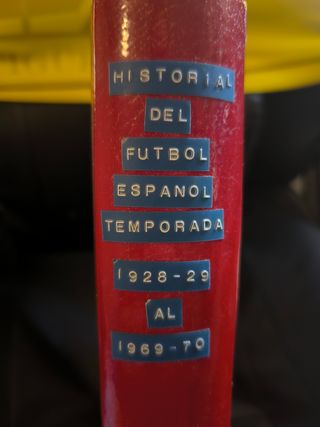 HISTORIAL
DEL
FUTBOL
ESPANOL
TEMPORADA
1928-29
AL
1969-70